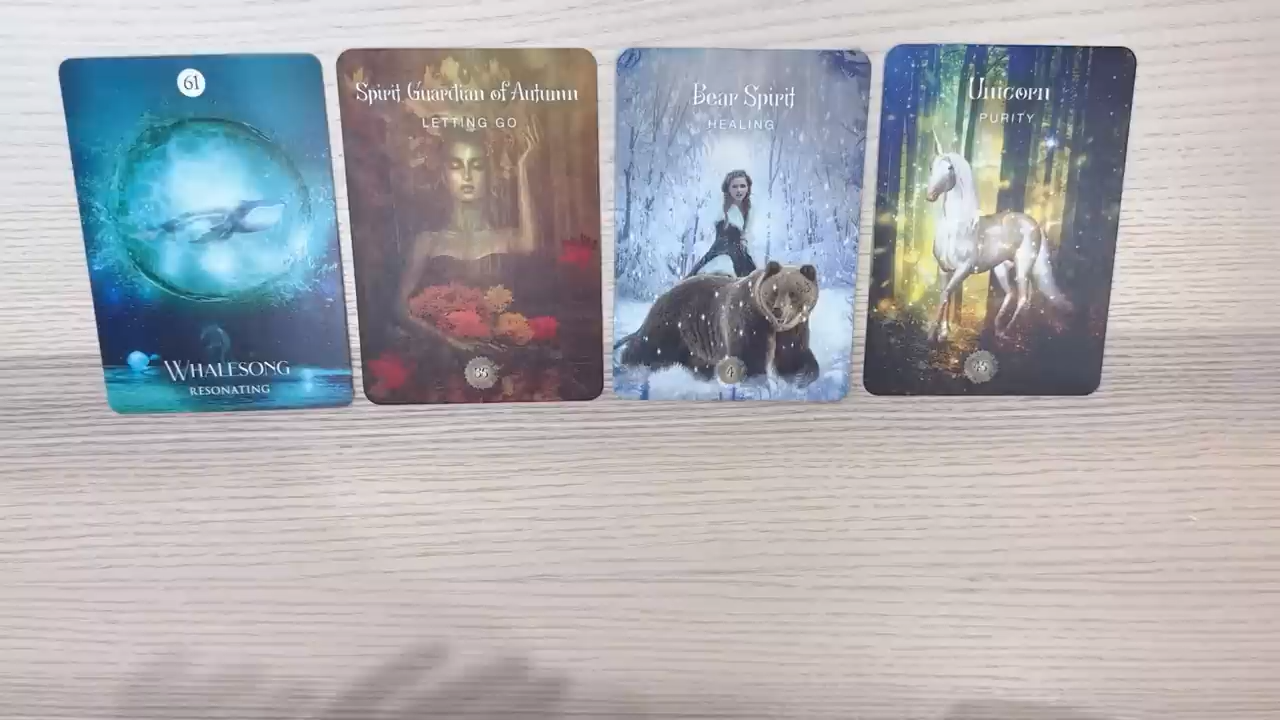 61
Whalesong
RESONATING
Spirit Guardian of Autumn
LETTING GO
Bear Spirit
HEALING
4
Unicorn
PURITY